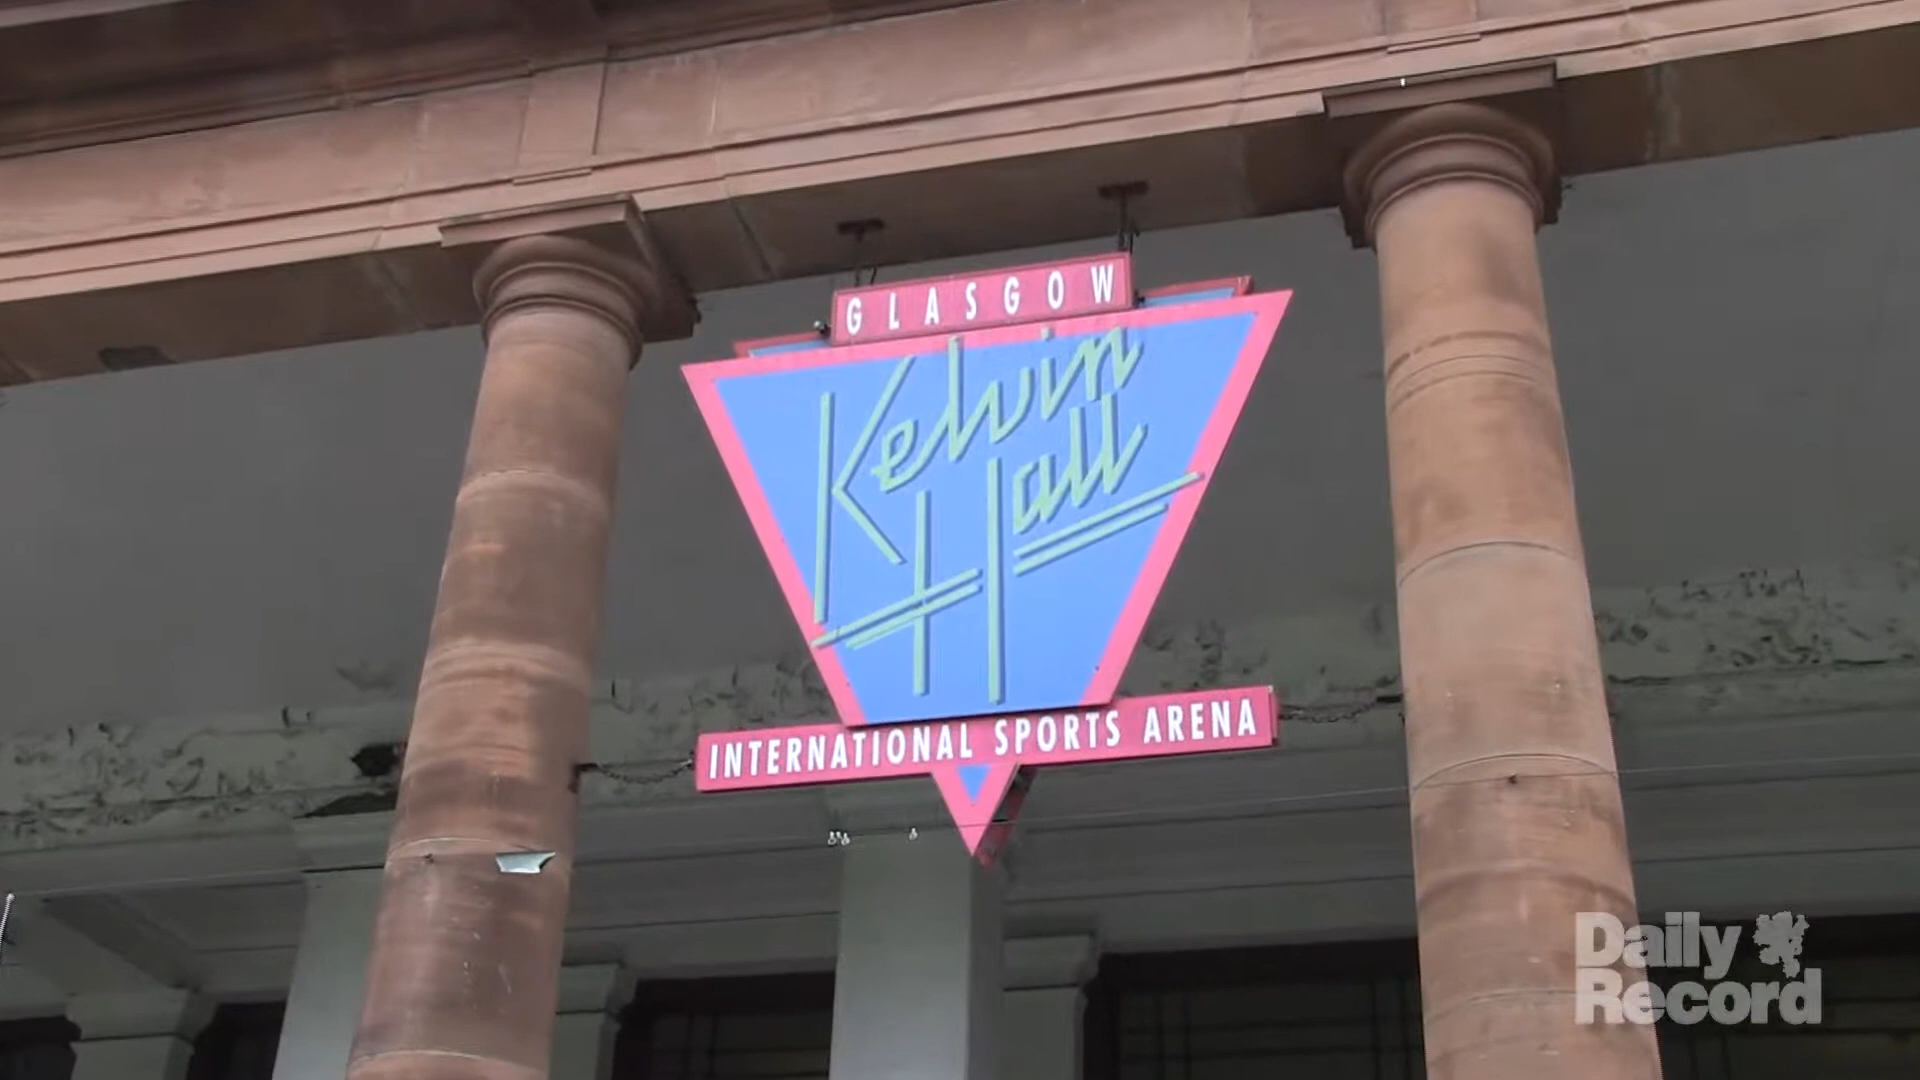 GLASGOW
Kelvin
Hall
INTERNATIONAL SPORTS ARENA
Daily
Record